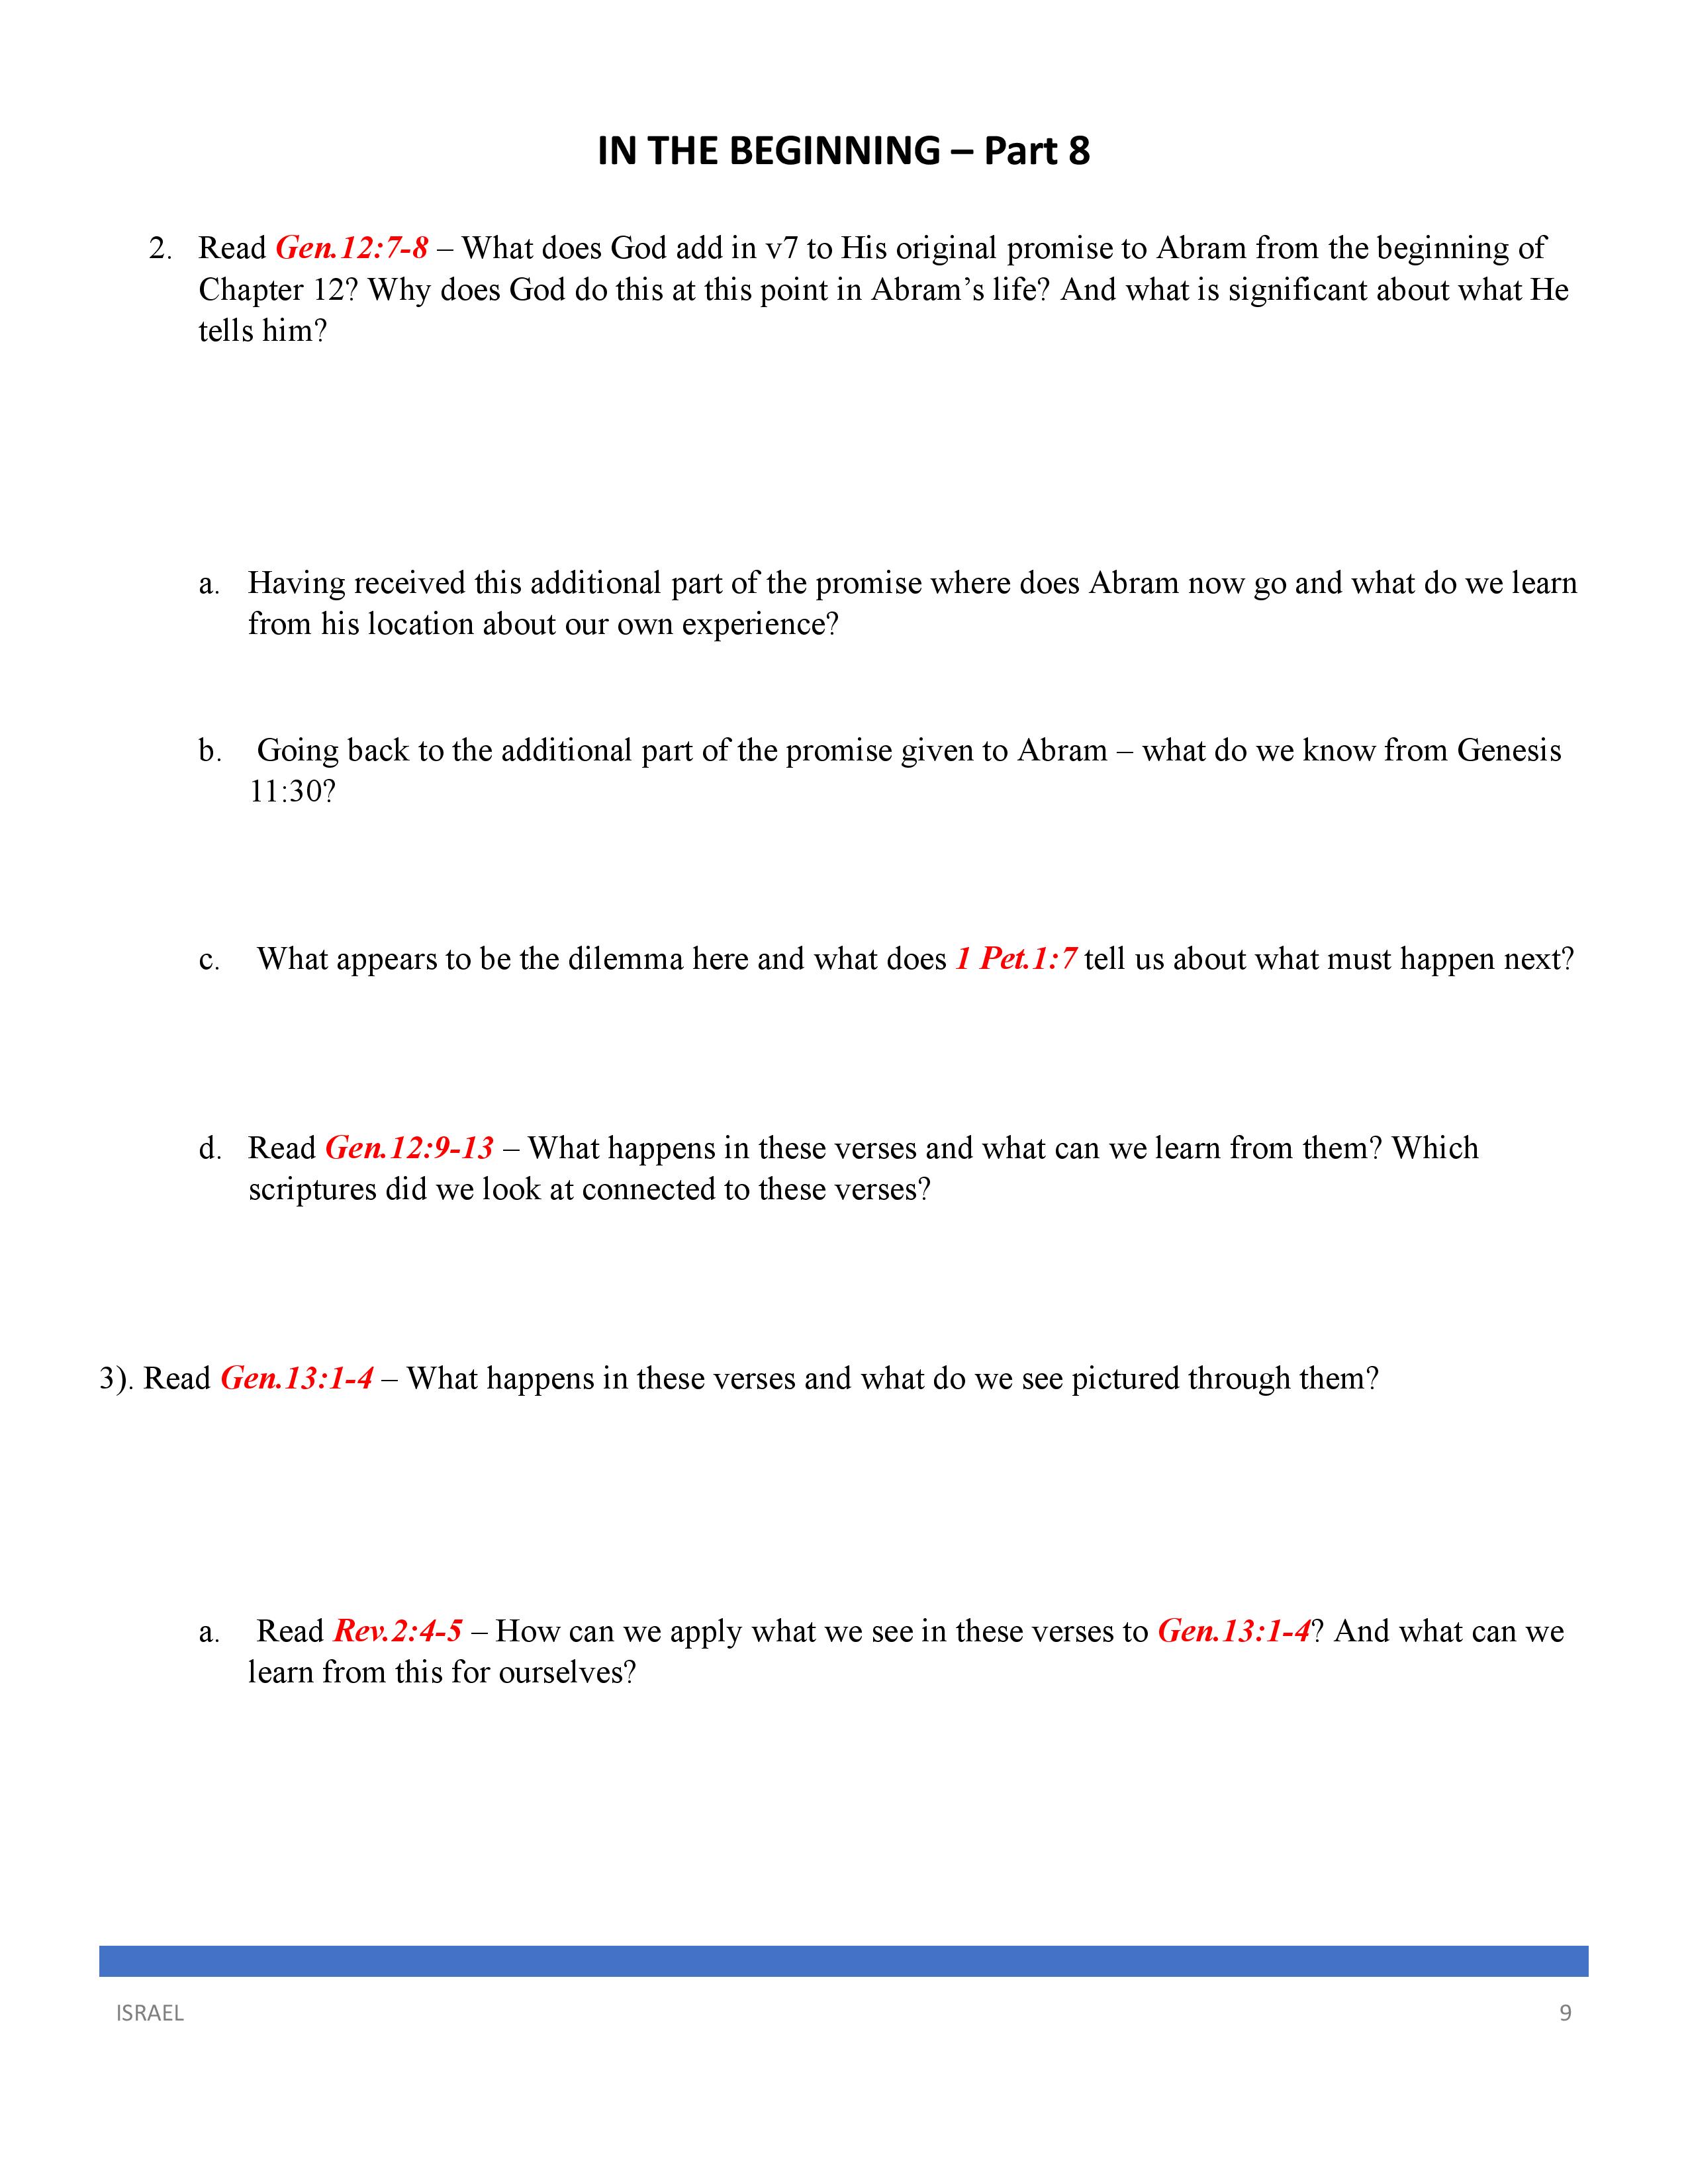 IN THE BEGINNING – Part 8
2. Read Gen.12:7-8 – What does God add in v7 to His original promise to Abram from the beginning of
Chapter 12? Why does God do this at this point in Abram’s life? And what is significant about what He
tells him?
a. Having received this additional part of the promise where does Abram now go and what do we learn
from his location about our own experience?
b. Going back to the additional part of the promise given to Abram – what do we know from Genesis
11:30?
c. What appears to be the dilemma here and what does 1 Pet.1:7 tell us about what must happen next?
d. Read Gen.12:9-13 – What happens in these verses and what can we learn from them? Which
scriptures did we look at connected to these verses?
3). Read Gen.13:1-4 – What happens in these verses and what do we see pictured through them?
a. Read Rev.2:4-5 – How can we apply what we see in these verses to Gen.13:1-4? And what can we
learn from this for ourselves?
ISRAEL 9